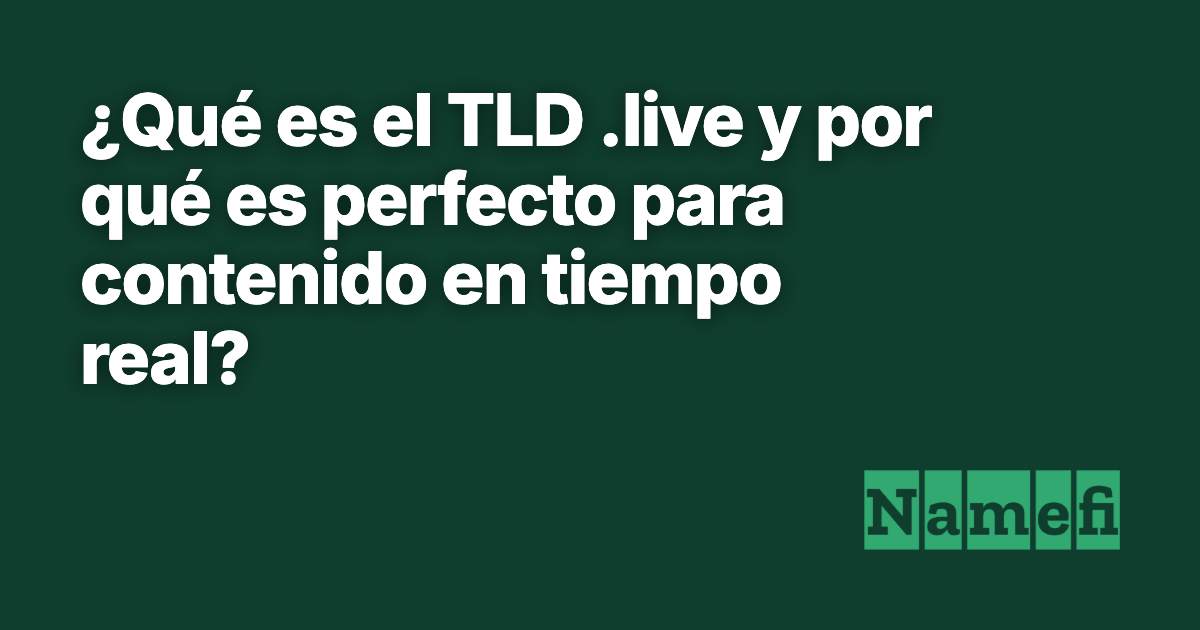 ¿Qué es el TLD .live y por
qué es perfecto para
contenido en tiempo
real?
Namefi